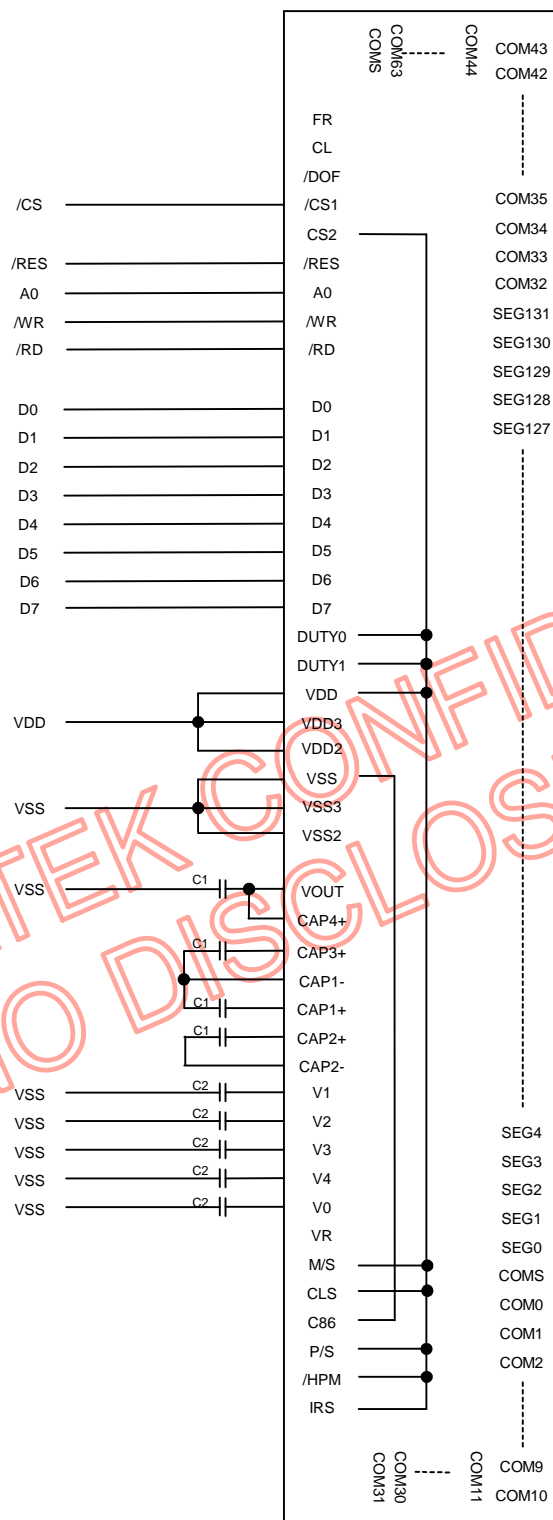 COMS
COM63
COM44
COM43
COM42
FR
CL
/DOF
/CS
/CS1
COM35
CS2
COM34
/RES
/RES
COM33
A0
A0
COM32
/WR
/WR
SEG131
/RD
/RD
SEG130
SEG129
SEG128
D0
D0
SEG127
D1
D1
D2
D2
D3
D3
D4
D4
D5
D5
D6
D6
D7
D7
DUTY0
DUTY1
VDD
VDD
VDD3
VDD2
VSS
VSS
VSS3
VSS2
VSS
C1
VOUT
CAP4+
C1
CAP3+
CAP1-
C1
CAP1+
C1
CAP2+
CAP2-
VSS
C2
V1
VSS
C2
V2
SEG4
VSS
C2
V3
SEG3
VSS
C2
V4
SEG2
VSS
C2
V0
SEG1
VR
SEG0
M/S
COMS
CLS
COM0
C86
COM1
P/S
COM2
/HPM
IRS
COM31
COM30
COM11
COM9
COM10
TEK CONFID
NO DISCLOS